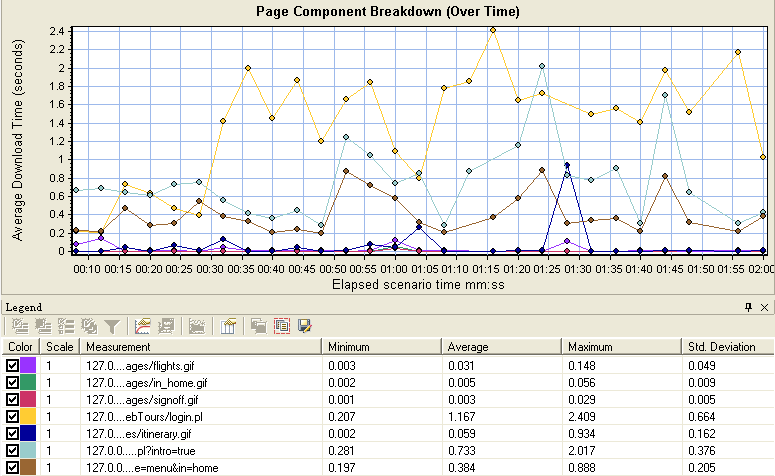 Page Component Breakdown (Over Time)
Average Download Time (seconds)
2.4
2.2
2
1.8
1.6
1.4
1.2
1
0.8
0.6
0.4
0.2
0
00:10 00:15 00:20 00:25 00:30 00:35 00:40 00:45 00:50 00:55 01:00 01:05 01:10 01:15 01:20 01:25 01:30 01:35 01:40 01:45 01:50 01:55 02:00
Elapsed scenario time mm:ss
Legend
Color Scale Measurement Minimum Average Maximum Std. Deviation
1 127.0....ages/flights.gif 0.003 0.031 0.148 0.049
1 127.0....ages/in_home.gif 0.002 0.005 0.056 0.009
1 127.0....ages/signoff.gif 0.001 0.003 0.029 0.005
1 127.0....ebTours/login.pl 0.207 1.167 2.409 0.664
1 127.0....es/itinerary.gif 0.002 0.059 0.934 0.162
1 127.0.0.....pl?intro=true 0.281 0.733 2.017 0.376
1 127.0.0....e=menu&in=home 0.197 0.384 0.888 0.205